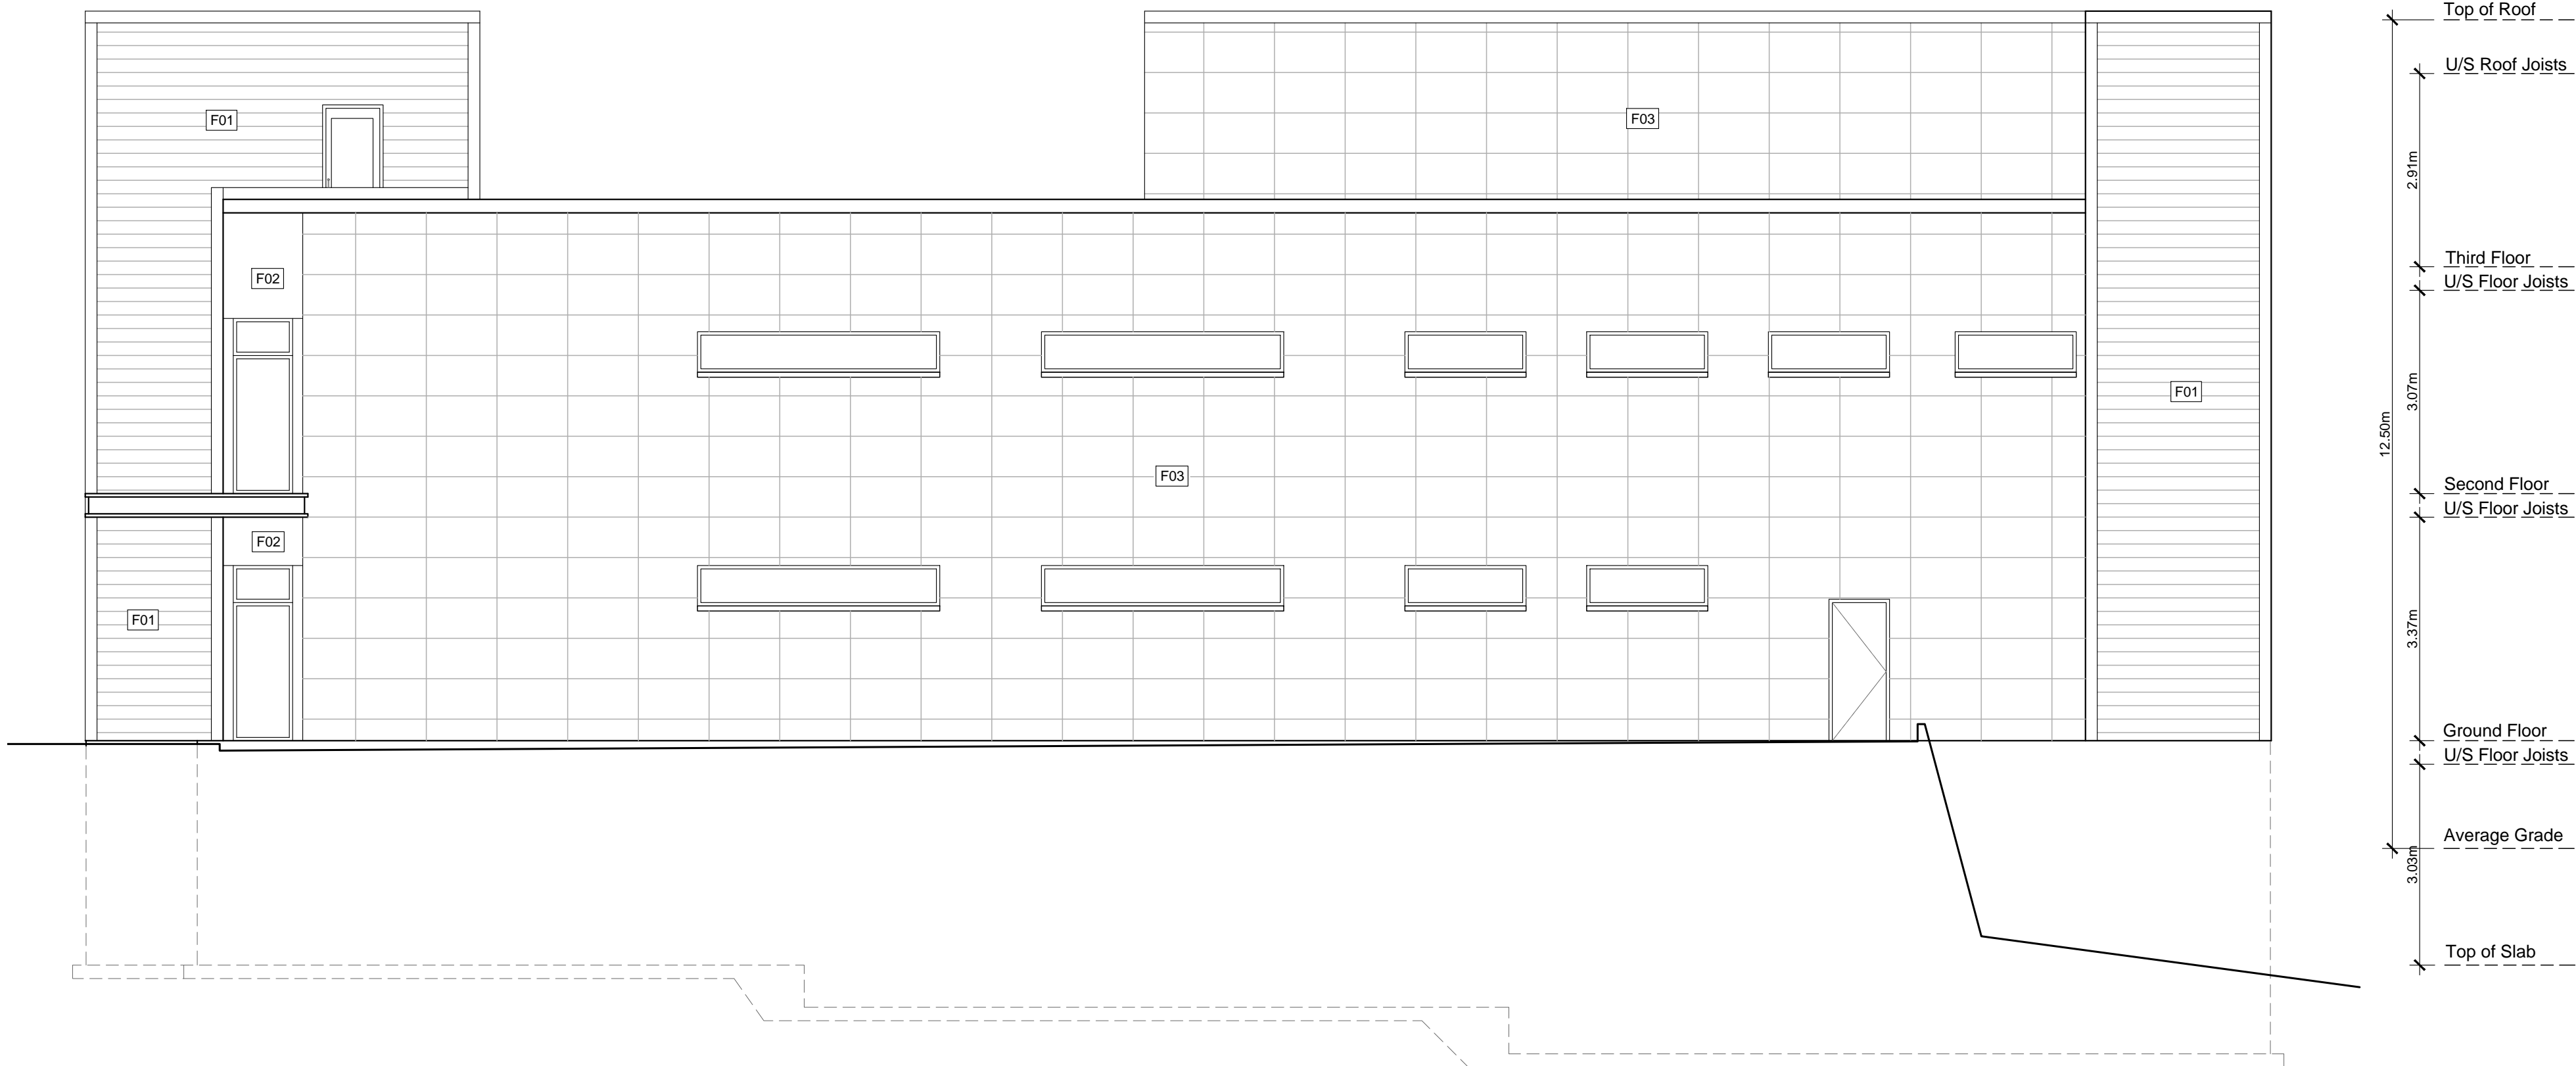 Top of Roof
U/S Roof Joists
F01
F03
2.91m
Third Floor
F02
U/S Floor Joists
F01
3.07m
12.50m
F03
Second Floor
U/S Floor Joists
F02
F01
3.37m
Ground Floor
U/S Floor Joists
Average Grade
3.03m
Top of Slab